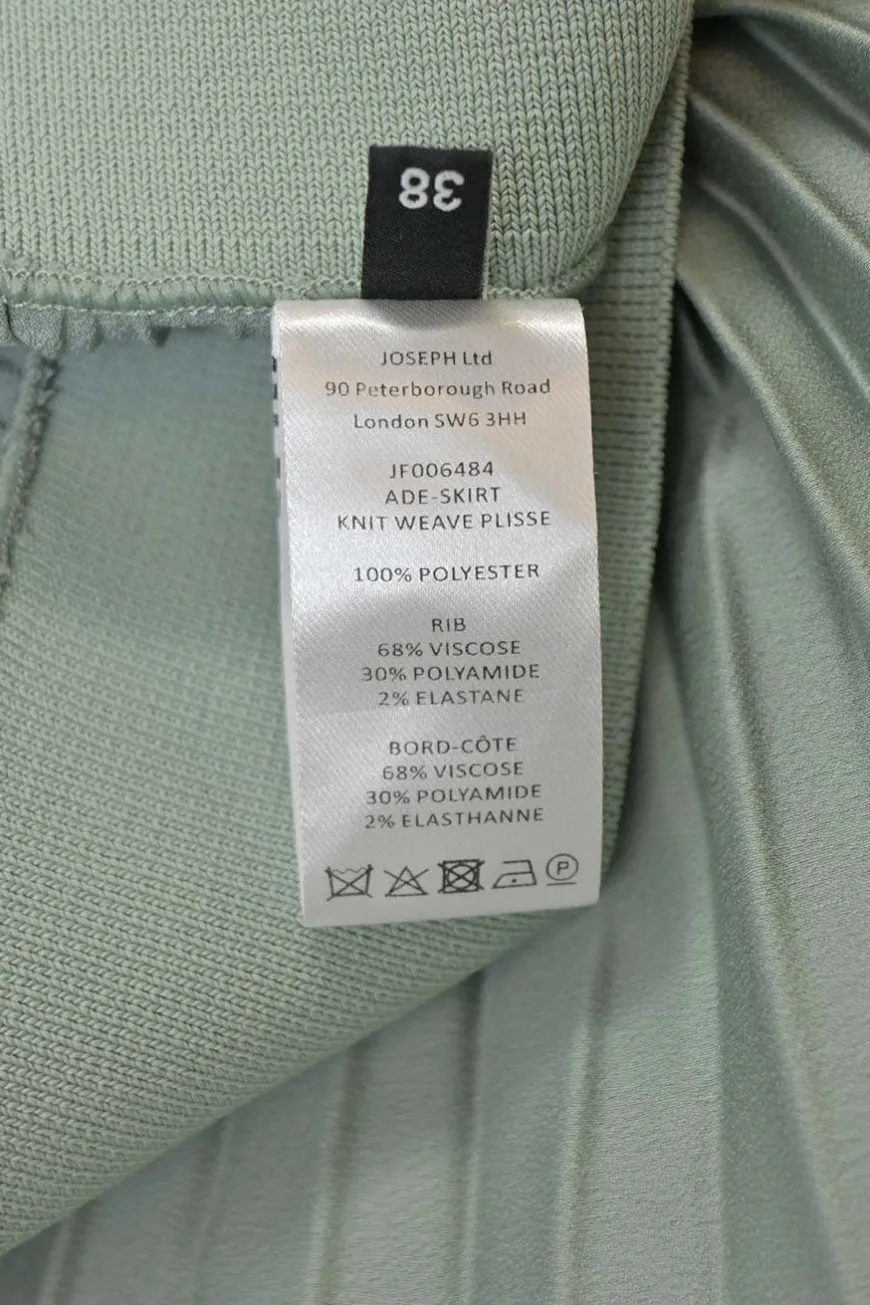 38
JOSEPH Ltd
90 Peterborough Road
London SW6 3HH
JF006484
ADE-SKIRT
KNIT WEAVE PLISSE
100% POLYESTER
RIB
68% VISCOSE
30% POLYAMIDE
2% ELASTANE
BORD-CÔTE
68% VISCOSE
30% POLYAMIDE
2% ELASTHANNE
P